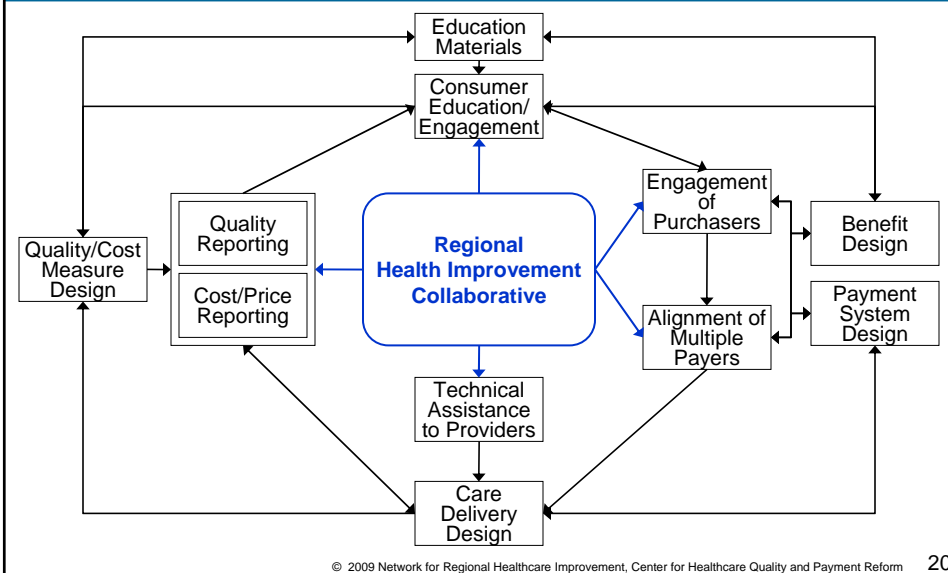 Education
Materials
Consumer
Education/
Engagement
Engagement
of
Purchasers
Quality
Reporting
Benefit
Design
Quality/Cost
Measure
Design
Regional
Health Improvement
Collaborative
Cost/Price
Reporting
Payment
System
Design
Alignment of
Multiple
Payers
Technical
Assistance
to Providers
Care
Delivery
Design
© 2009 Network for Regional Healthcare Improvement, Center for Healthcare Quality and Payment Reform 20